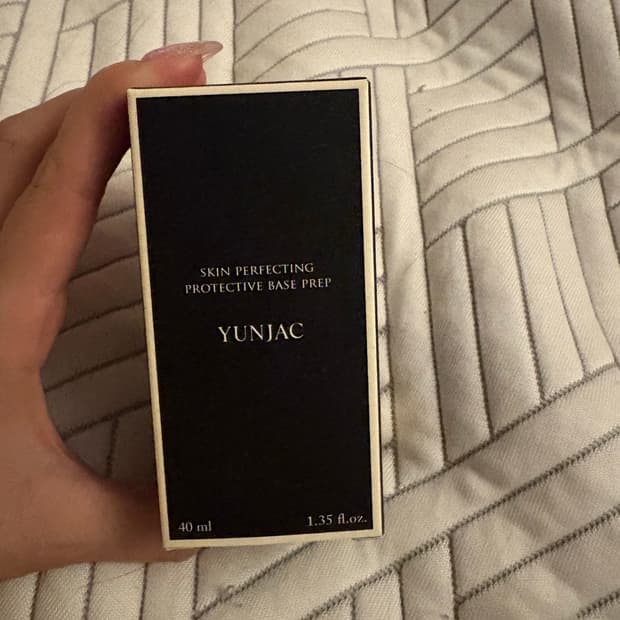 SKIN PERFECTING
PROTECTIVE BASE PREP
YUNJAC
40 ml 1.35 fl.oz.